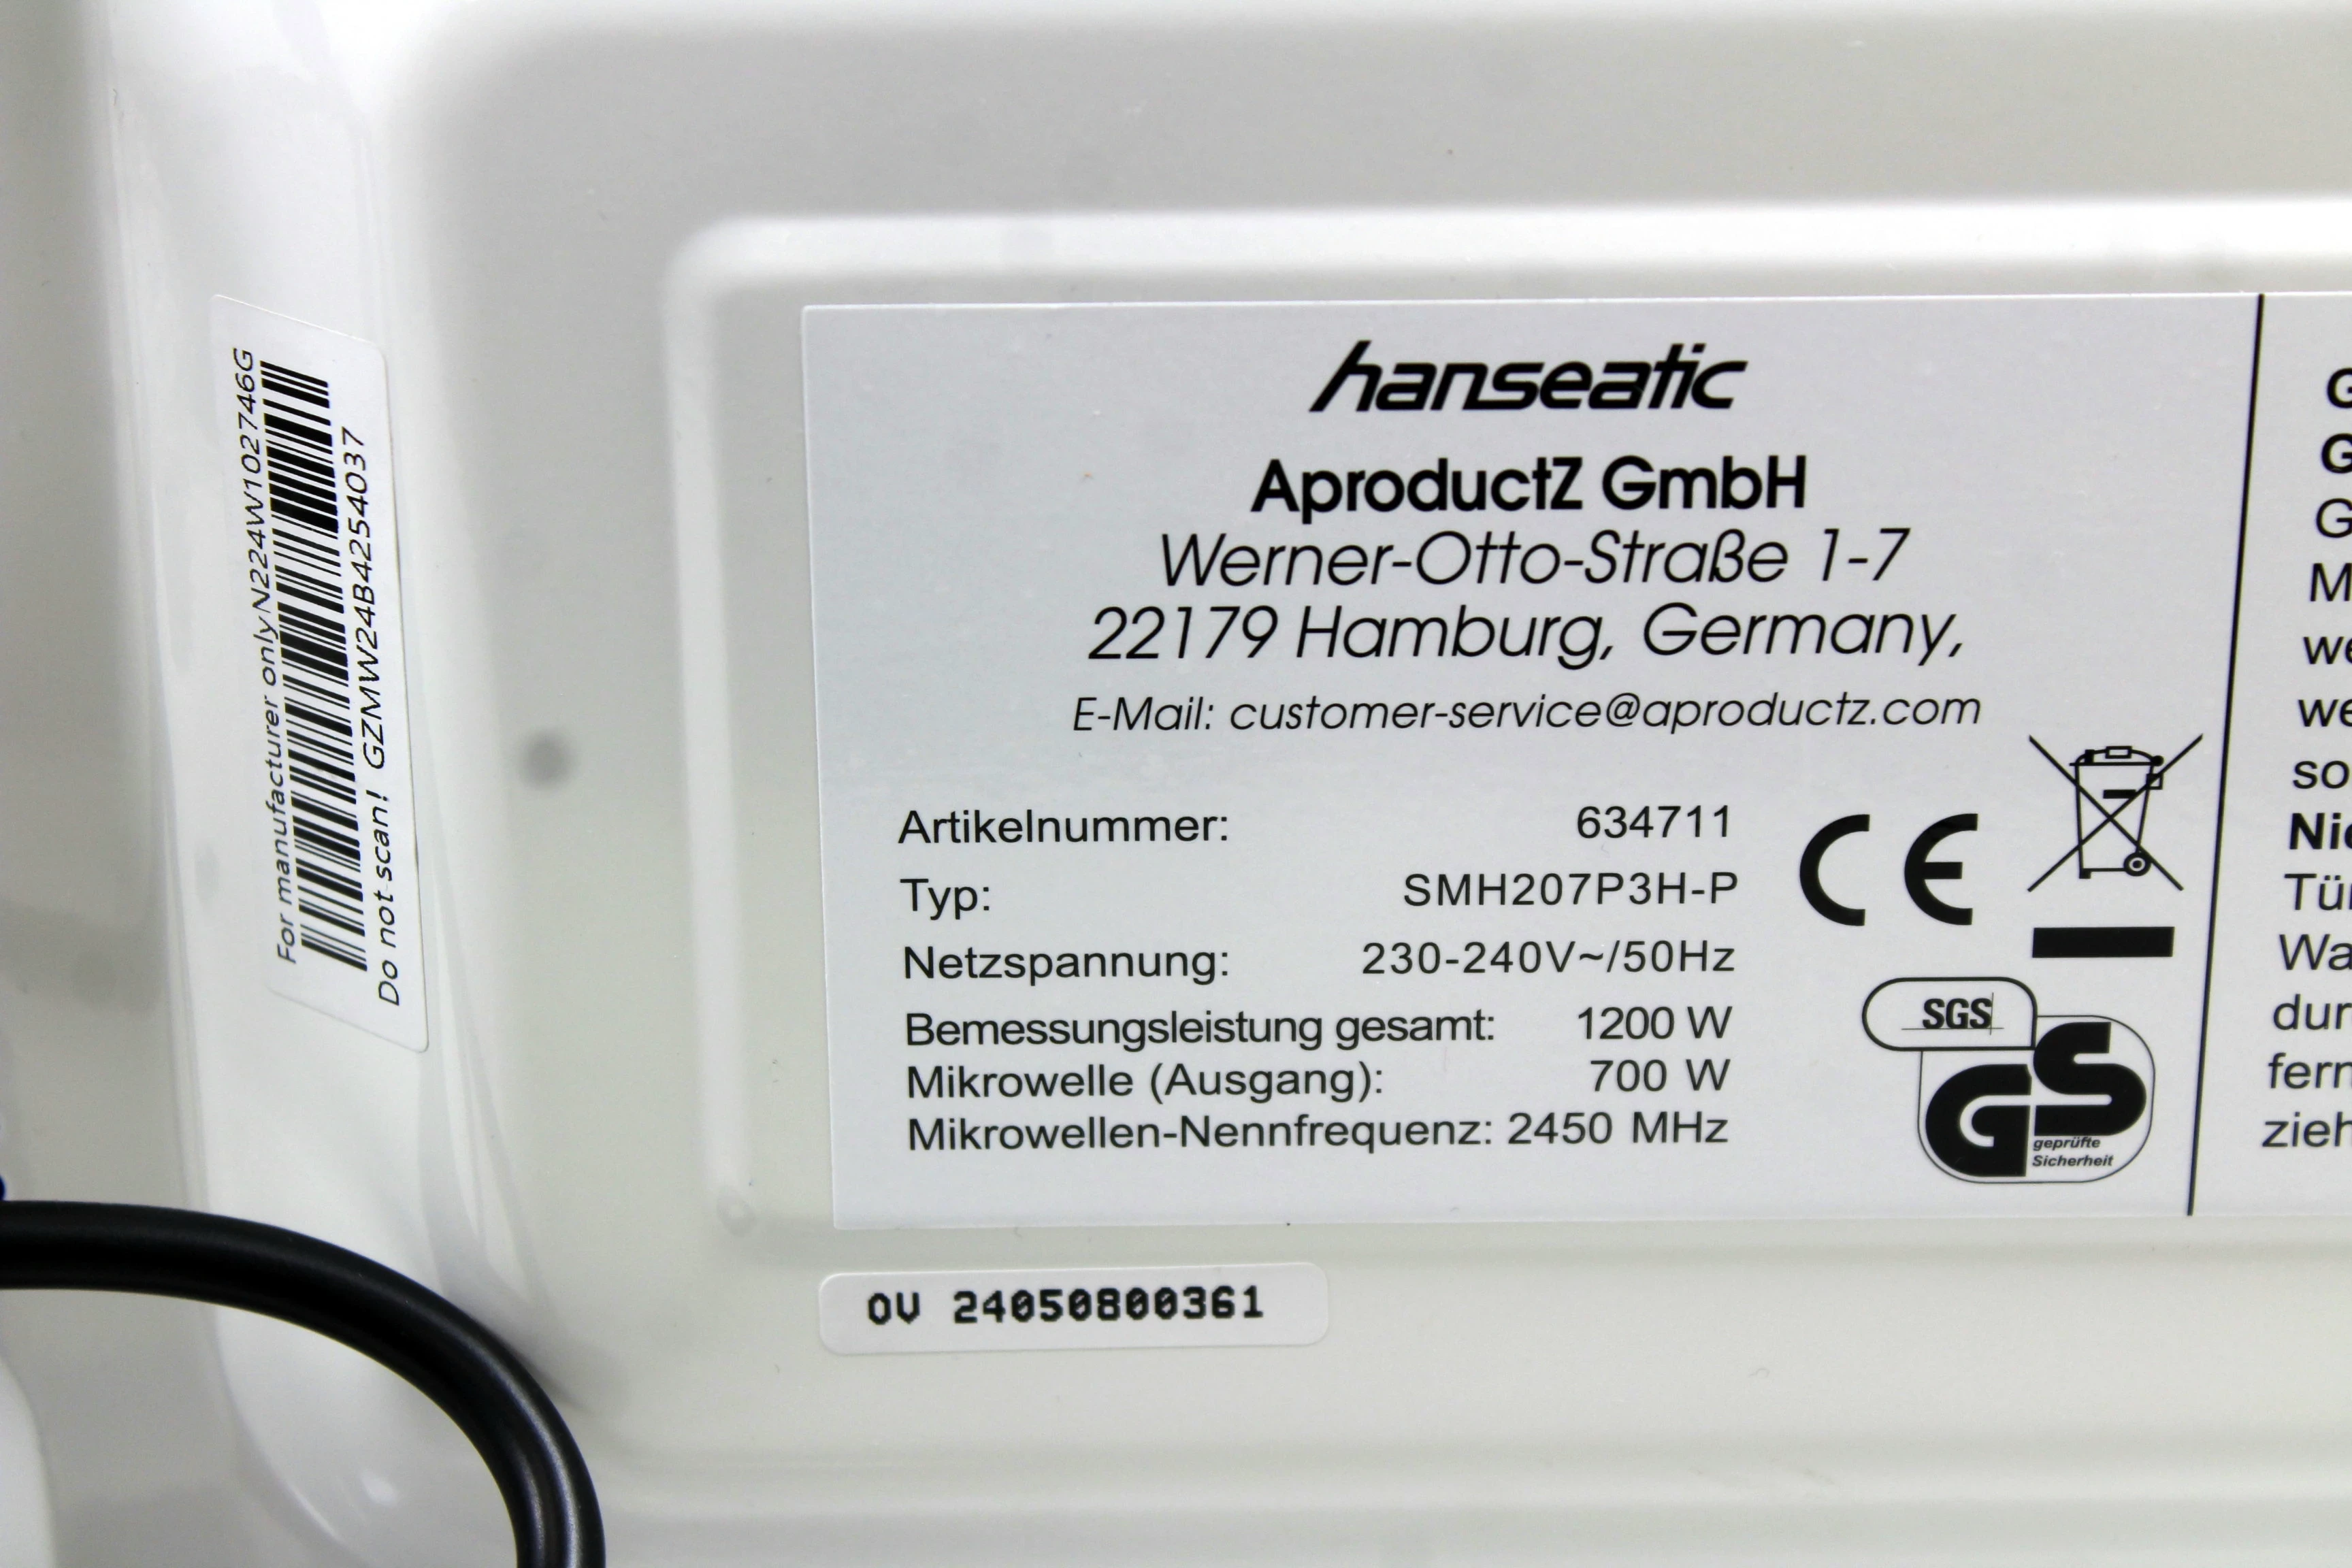 For manufacturer only N224W102746G
Do not scan! GZMW24B4254037
hanseatic
AproductZ GmbH
Werner-Otto-Straße 1-7
22179 Hamburg, Germany,
E-Mail: customer-service@aproductz.com
Artikelnummer: 634711
Typ: SMH207P3H-P
Netzspannung: 230-240V~/50Hz
Bemessungsleistung gesamt: 1200 W
Mikrowelle (Ausgang): 700 W
Mikrowellen-Nennfrequenz: 2450 MHz
CE
SGS
GS
geprüfte
Sicherheit
OV 24050800361